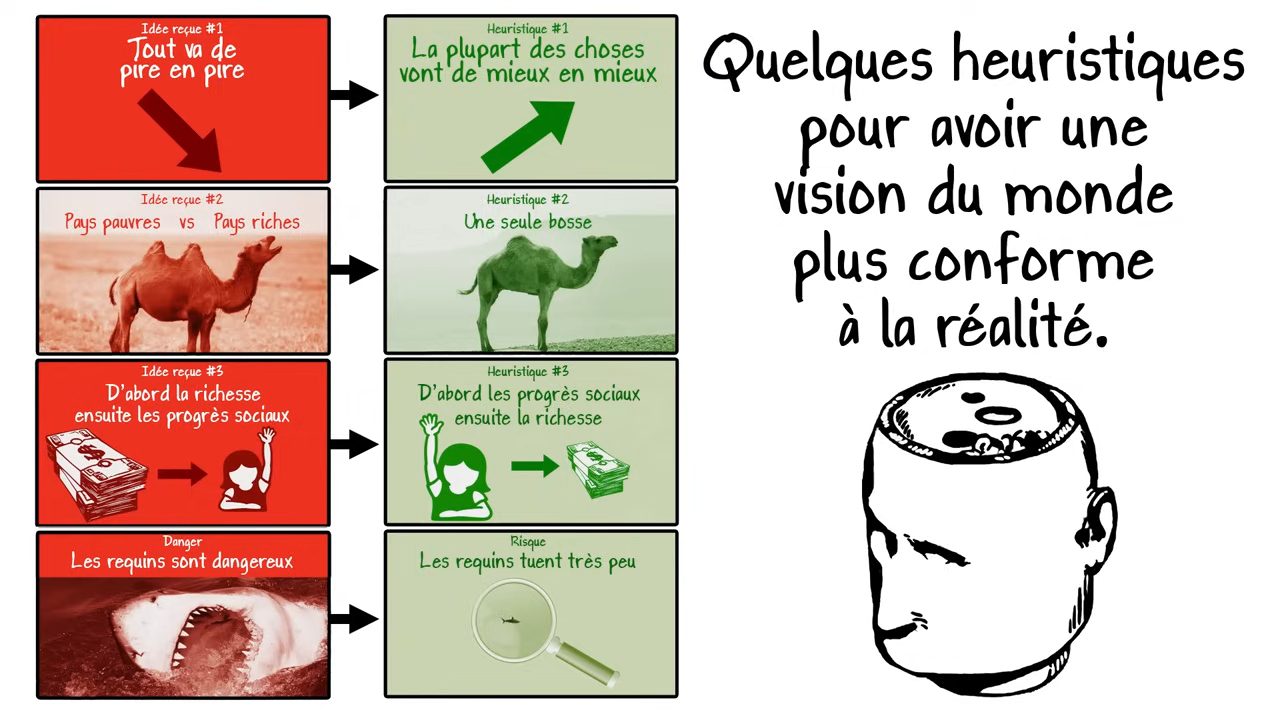 Idée reçue #1
Tout va de
pire en pire
Heuristique #1
La plupart des choses
vont de mieux en mieux
Idée reçue #2
Pays pauvres vs Pays riches
Heuristique #2
Une seule bosse
Idée reçue #3
D'abord la richesse
ensuite les progrès sociaux
Heuristique #3
D'abord les progrès sociaux
ensuite la richesse
Danger
Les requins sont dangereux
Risque
Les requins tuent très peu
Quelques heuristiques
pour avoir une
vision du monde
plus conforme
à la réalité.